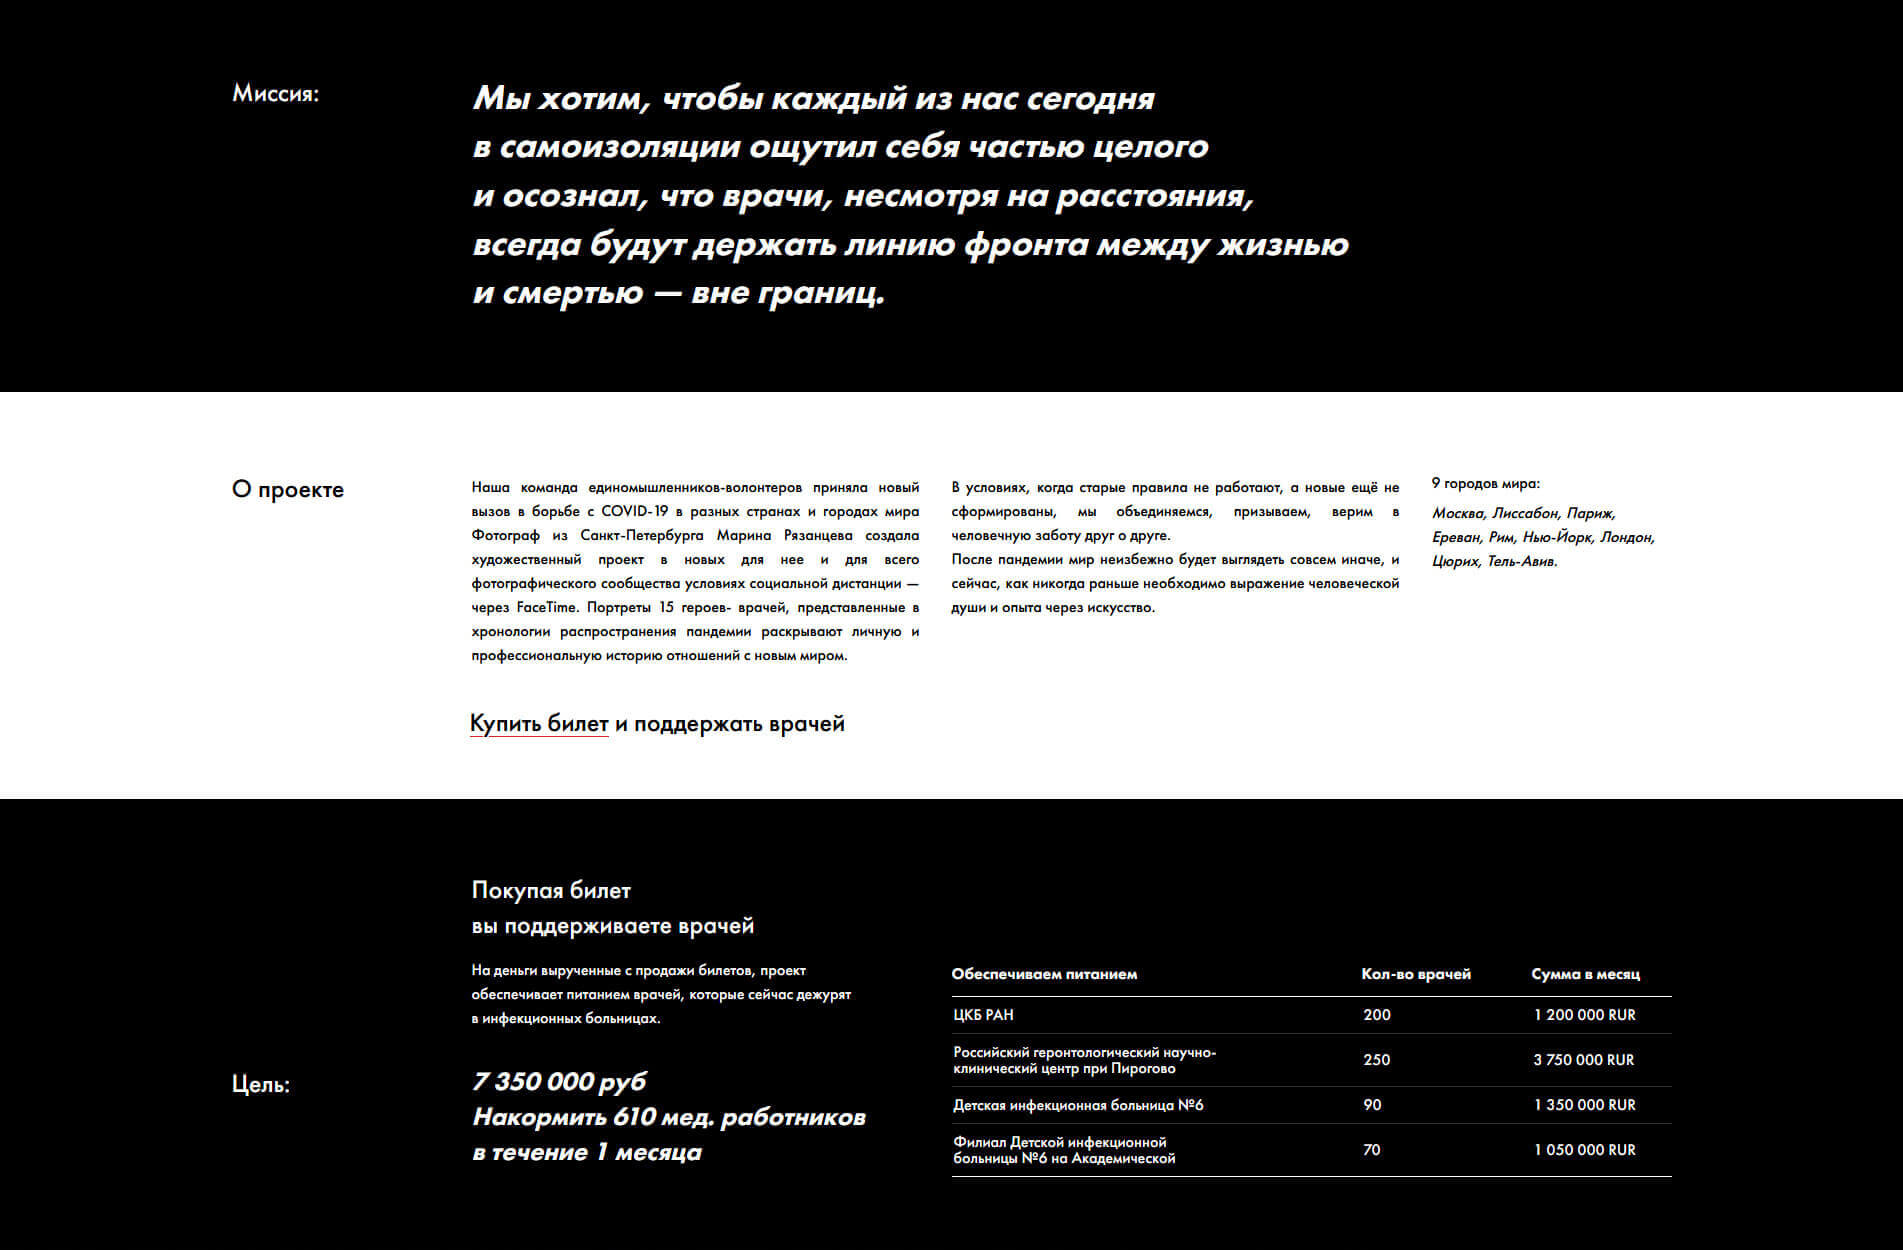 Миссия:
Мы хотим, чтобы каждый из нас сегодня
в самоизоляции ощутил себя частью целого
и осознал, что врачи, несмотря на расстояния,
всегда будут держать линию фронта между жизнью
и смертью — вне границ.
О проекте
Наша команда единомышленников-волонтеров приняла новый
вызов в борьбе с COVID-19 в разных странах и городах мира
Фотограф из Санкт-Петербурга Марина Рязанцева создала
художественный проект в новых для нее и для всего
фотографического сообщества условиях социальной дистанции —
через FaceTime. Портреты 15 героев- врачей, представленные в
хронологии распространения пандемии раскрывают личную и
профессиональную историю отношений с новым миром.
В условиях, когда старые правила не работают, а новые ещё не
сформированы, мы объединяемся, призываем, верим в
человечную заботу друг о друге.
После пандемии мир неизбежно будет выглядеть совсем иначе, и
сейчас, как никогда раньше необходимо выражение человеческой
души и опыта через искусство.
9 городов мира:
Москва, Лиссабон, Париж,
Ереван, Рим, Нью-Йорк, Лондон,
Цюрих, Тель-Авив.
Купить билет и поддержать врачей
Покупая билет
вы поддерживаете врачей
На деньги вырученные с продажи билетов, проект
обеспечивает питанием врачей, которые сейчас дежурят
в инфекционных больницах.
Цель:
7 350 000 руб
Накормить 610 мед. работников
в течение 1 месяца
Обеспечиваем питанием Кол-во врачей Сумма в месяц
ЦКБ РАН 200 1 200 000 RUR
Российский геронтологический научно-
клинический центр при Пирогово 250 3 750 000 RUR
Детская инфекционная больница №6 90 1 350 000 RUR
Филиал Детской инфекционной
больницы №6 на Академической 70 1 050 000 RUR